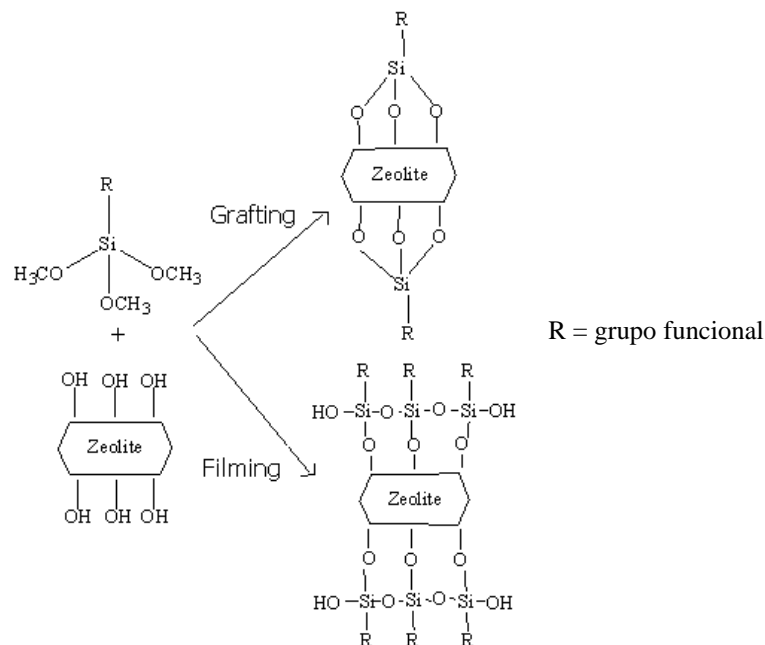 R
Si
O O O
Zeolite
O O O
Si
R
Grafting
R
Si
H₃CO OCH₃
OCH₃
+
OH OH OH
Zeolite
OH OH OH
Filming
R = grupo funcional
R R R
HO-Si-O-Si-O-Si-OH
O O O
Zeolite
O O O
HO-Si-O-Si-O-Si-OH
R R R